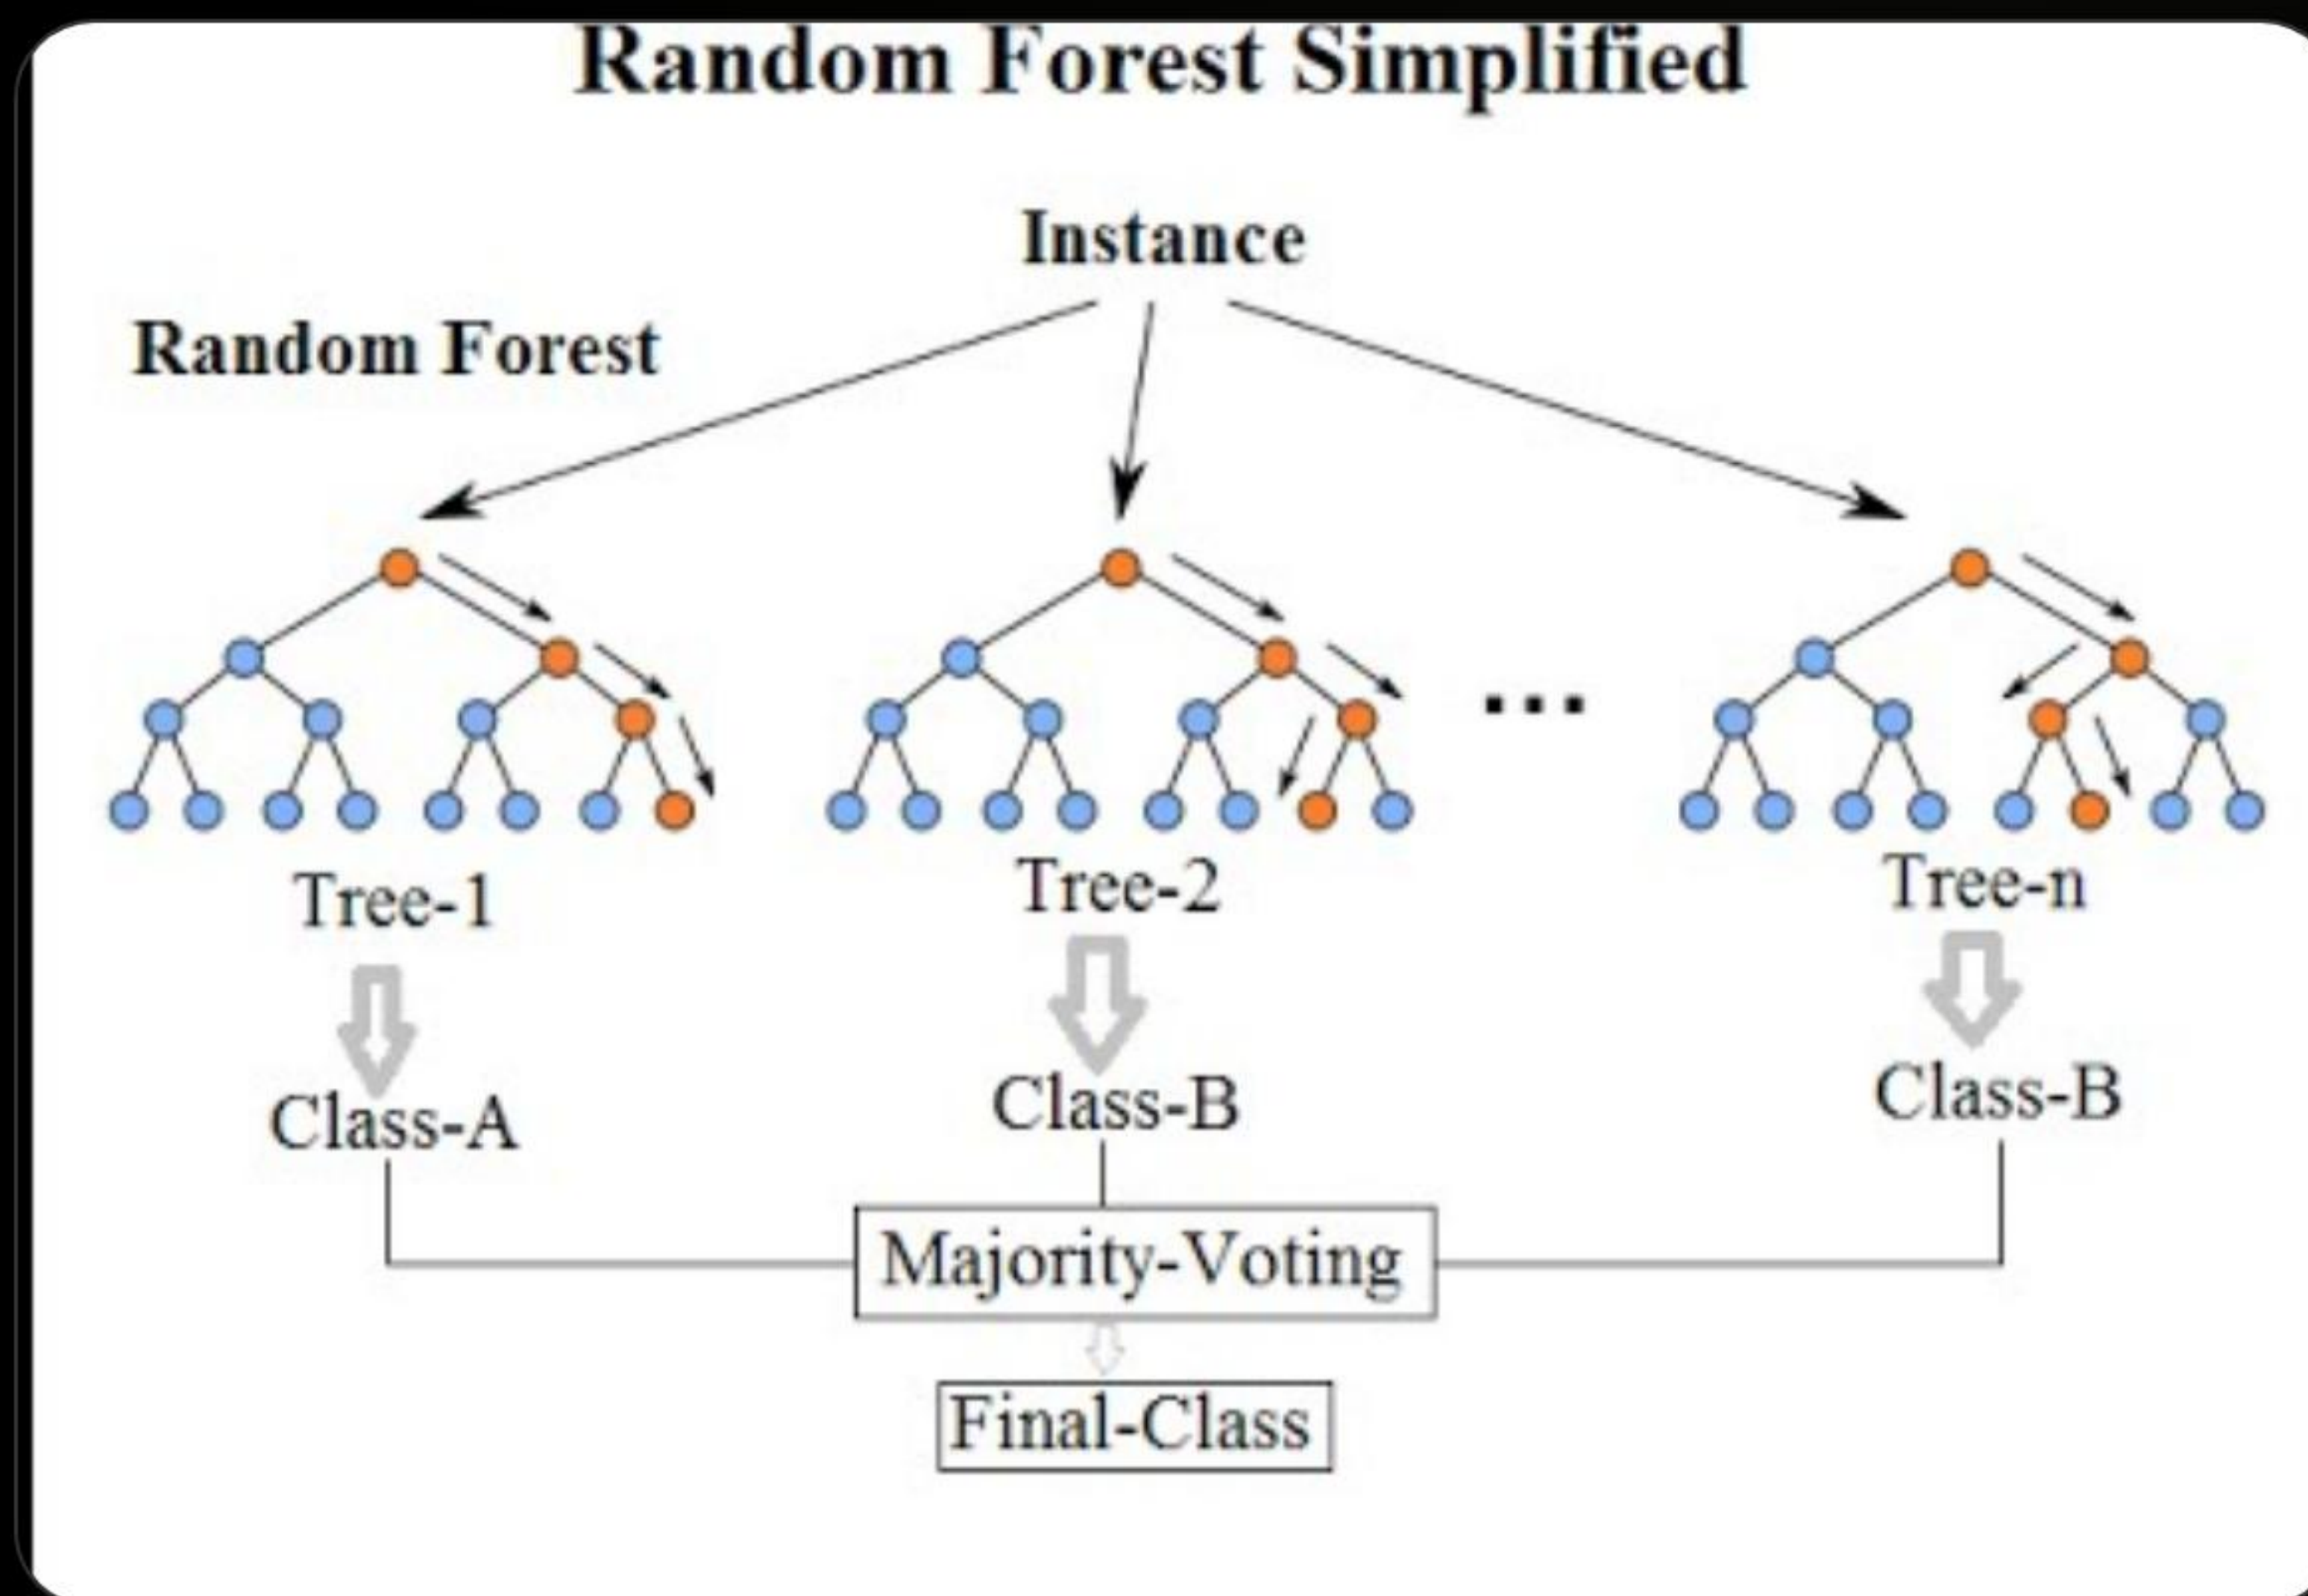 Random Forest Simplified
Instance
Random Forest
...
Tree-1
Tree-2
Tree-n
Class-A
Class-B
Class-B
Majority-Voting
Final-Class